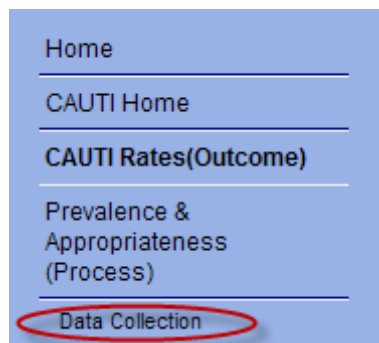 Home
CAUTI Home
CAUTI Rates(Outcome)
Prevalence &
Appropriateness
(Process)
Data Collection